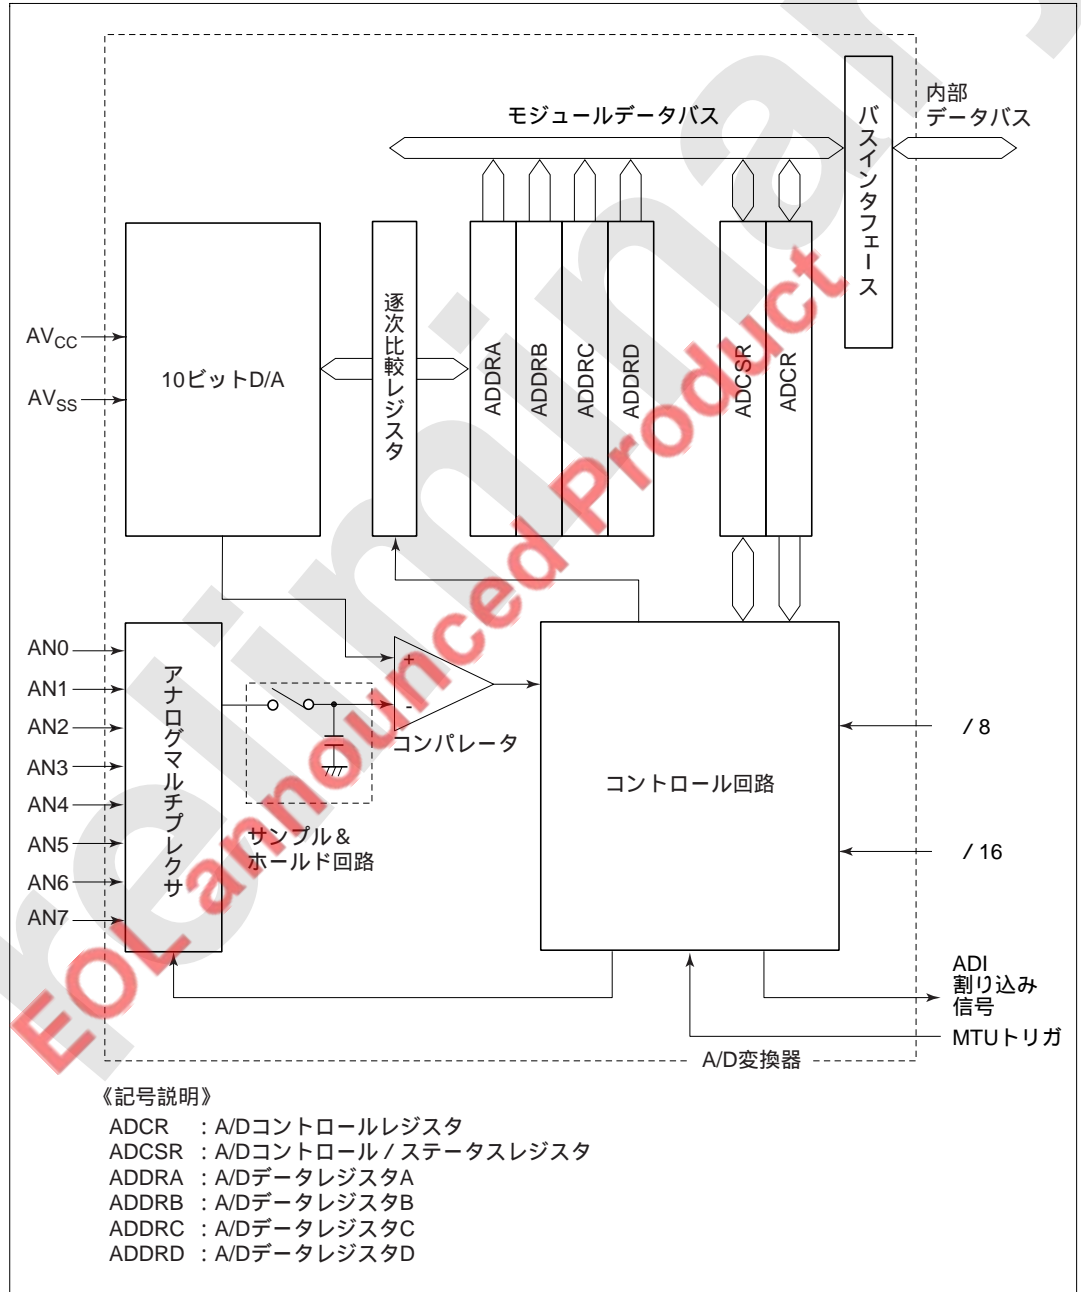 Preliminary
EOL announced Product
モジュールデータバス
バスインタフェース
内部
データバス
AVCC
AVSS
10ビットD/A
逐次比較レジスタ
ADDRA
ADDRB
ADDRC
ADDRD
ADCSR
ADCR
AN0
AN1
AN2
AN3
AN4
AN5
AN6
AN7
アナログマルチプレクサ
+
-
コンパレータ
サンプル＆
ホールド回路
コントロール回路
/ 8
/ 16
ADI
割り込み
信号
MTUトリガ
A/D変換器
《記号説明》
ADCR : A/Dコントロールレジスタ
ADCSR : A/Dコントロール / ステータスレジスタ
ADDRA : A/DデータレジスタA
ADDRB : A/DデータレジスタB
ADDRC : A/DデータレジスタC
ADDRD : A/DデータレジスタD